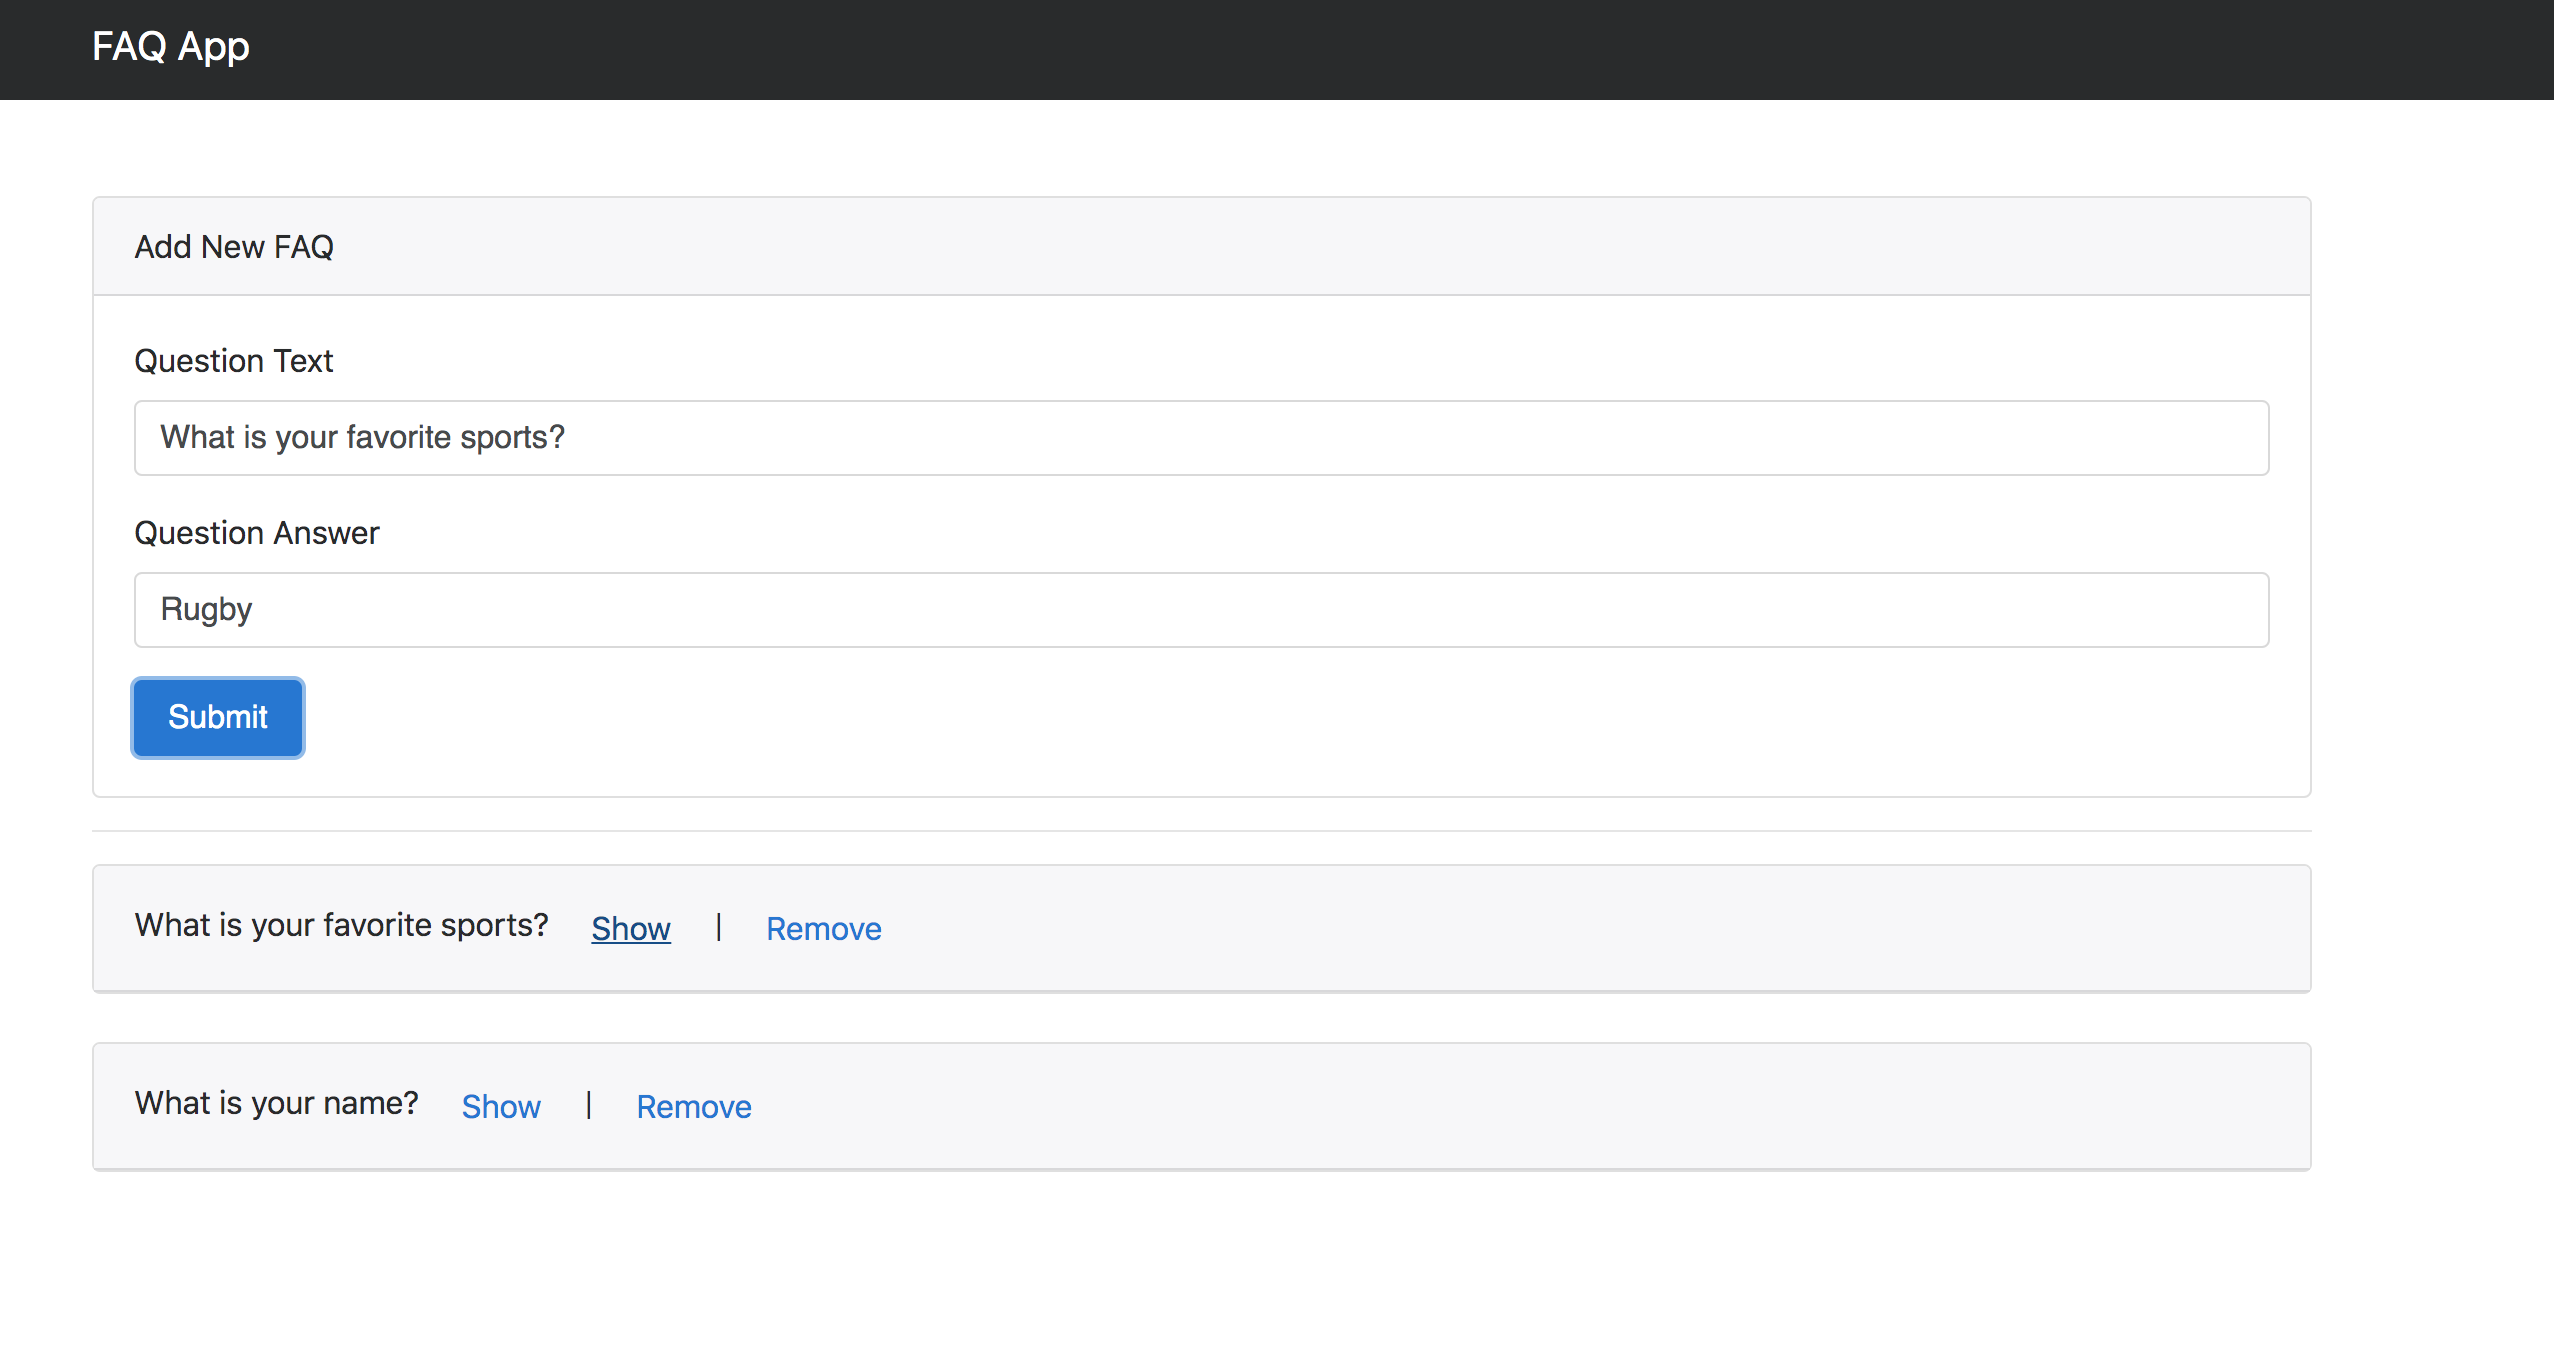 FAQ App
Add New FAQ
Question Text
What is your favorite sports?
Question Answer
Rugby
Submit
What is your favorite sports? Show | Remove
What is your name? Show | Remove